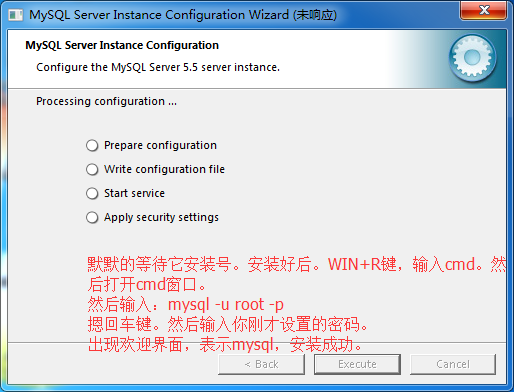 MySQL Server Instance Configuration Wizard (未响应)
MySQL Server Instance Configuration
Configure the MySQL Server 5.5 server instance.
Processing configuration ...
Prepare configuration
Write configuration file
Start service
Apply security settings
默默的等待它安装号。安装好后。WIN+R键，输入cmd。然
后打开cmd窗口。
然后输入：mysql -u root -p
摁回车键。然后输入你刚才设置的密码。
出现欢迎界面，表示mysql，安装成功。
< Back
Execute
Cancel